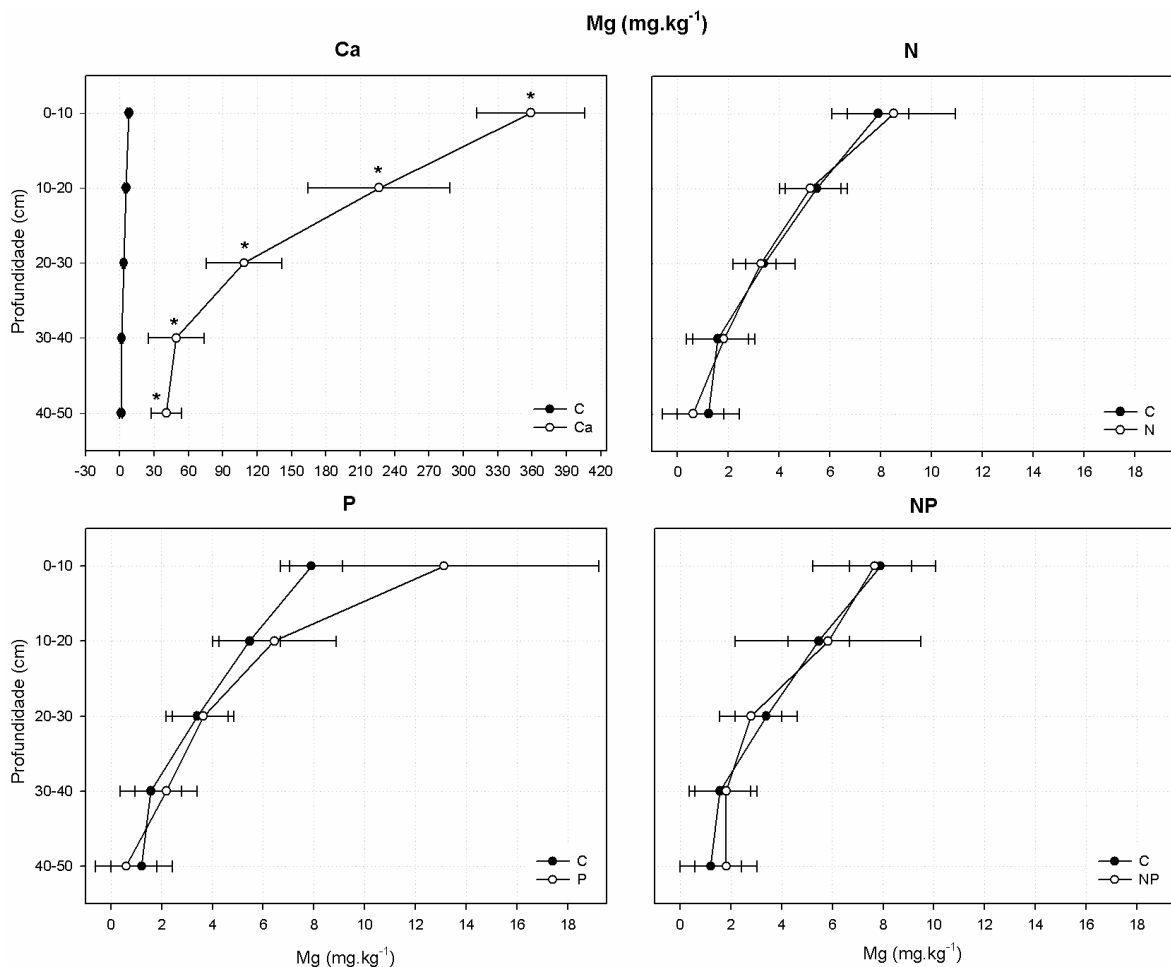 Mg (mg.kg⁻¹)
Ca
Profundidade (cm)
0-10
10-20
20-30
30-40
40-50
*
*
*
*
*
C
Ca
-30 0 30 60 90 120 150 180 210 240 270 300 330 360 390 420
N
C
N
0 2 4 6 8 10 12 14 16 18
P
Profundidade (cm)
0-10
10-20
20-30
30-40
40-50
C
P
0 2 4 6 8 10 12 14 16 18
Mg (mg.kg⁻¹)
NP
C
NP
0 2 4 6 8 10 12 14 16 18
Mg (mg.kg⁻¹)